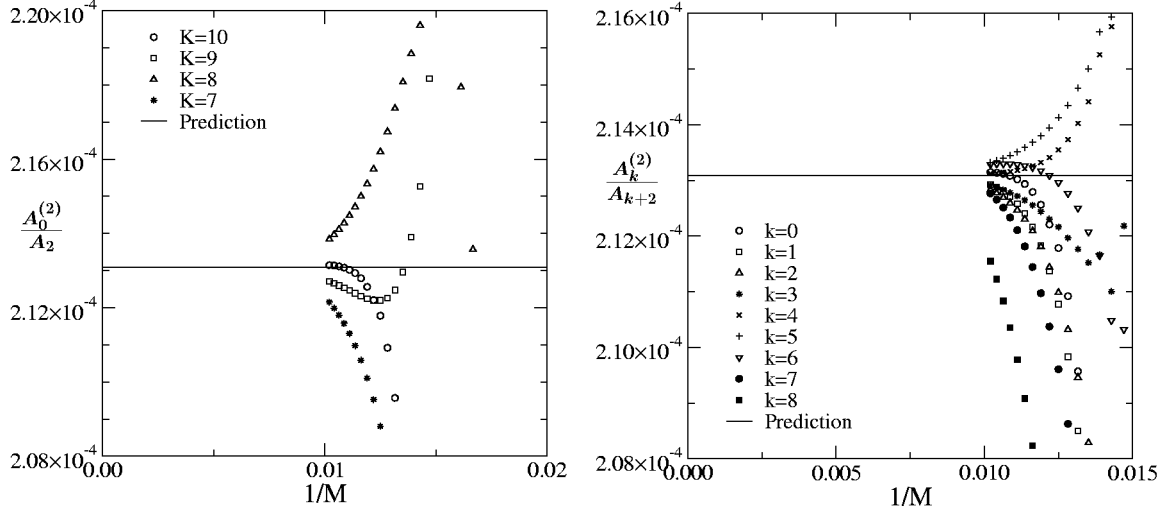 2.20×10⁻⁴
2.16×10⁻⁴
2.12×10⁻⁴
2.08×10⁻⁴
A₀⁽²⁾
A₂
K=10
K=9
K=8
K=7
Prediction
0.00
0.01
0.02
1/M
2.16×10⁻⁴
2.14×10⁻⁴
2.12×10⁻⁴
2.10×10⁻⁴
2.08×10⁻⁴
Aₖ⁽²⁾
Aₖ₊₂
k=0
k=1
k=2
k=3
k=4
k=5
k=6
k=7
k=8
Prediction
0.000
0.005
0.010
0.015
1/M